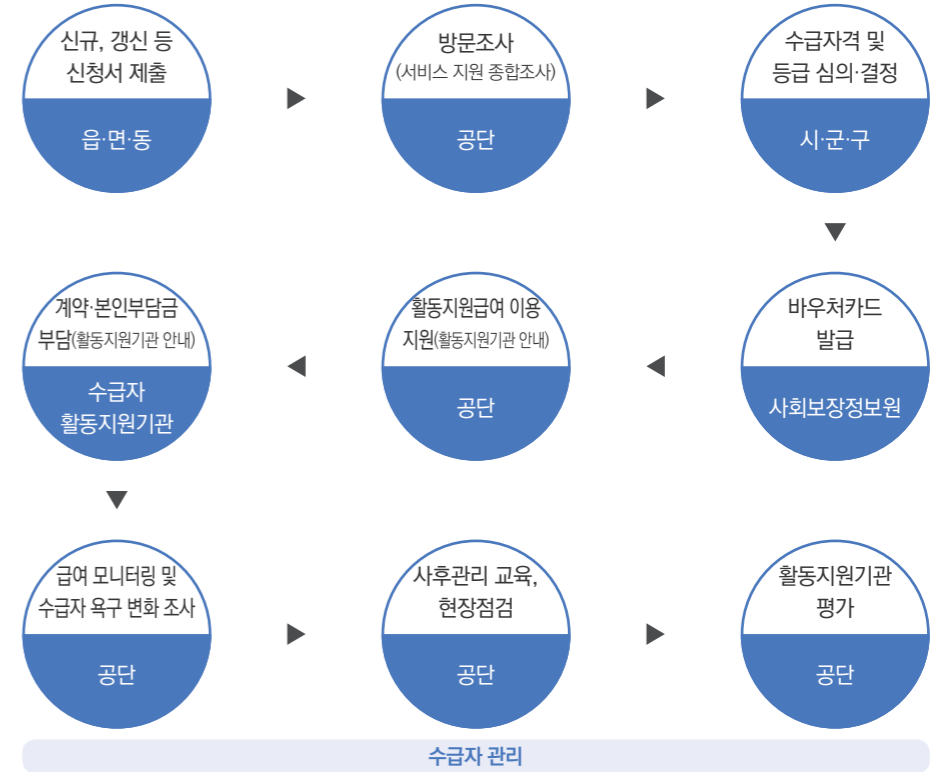 신규, 갱신 등
신청서 제출
읍·면·동
방문조사
(서비스 지원 종합조사)
공단
수급자격 및
등급 심의·결정
시·군·구
바우처카드
발급
사회보장정보원
활동지원급여 이용
지원(활동지원기관 안내)
공단
계약·본인부담금
부담(활동지원기관 안내)
수급자
활동지원기관
급여 모니터링 및
수급자 욕구 변화 조사
공단
사후관리 교육,
현장점검
공단
활동지원기관
평가
공단
수급자 관리